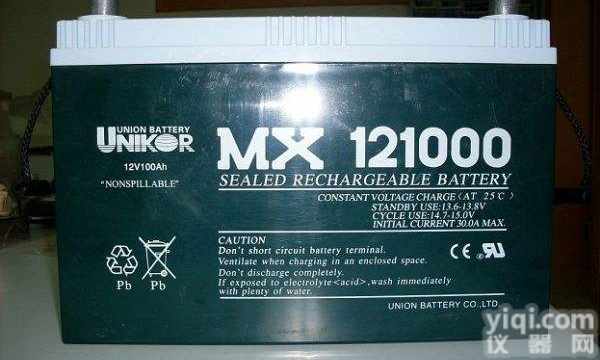 UNION BATTERY
UNIKOR
12V100Ah
"NONSPILLABLE"
MX 121000
SEALED RECHARGEABLE BATTERY
CONSTANT VOLTAGE CHARGE (AT 25℃)
STANDBY USE:13.6-13.8V
CYCLE USE:14.7-15.0V
INITIAL CURRENT 30.0A MAX.
CAUTION
Don't short circuit battery terminal.
Ventilate when charging in an enclosed space.
Don't discharge completely.
If exposed to electrolyte <acid>,wash immediately
with plenty of water.
Pb
Pb
CE
UNION BATTERY CO.,LTD.
yiqi.com
仪器网